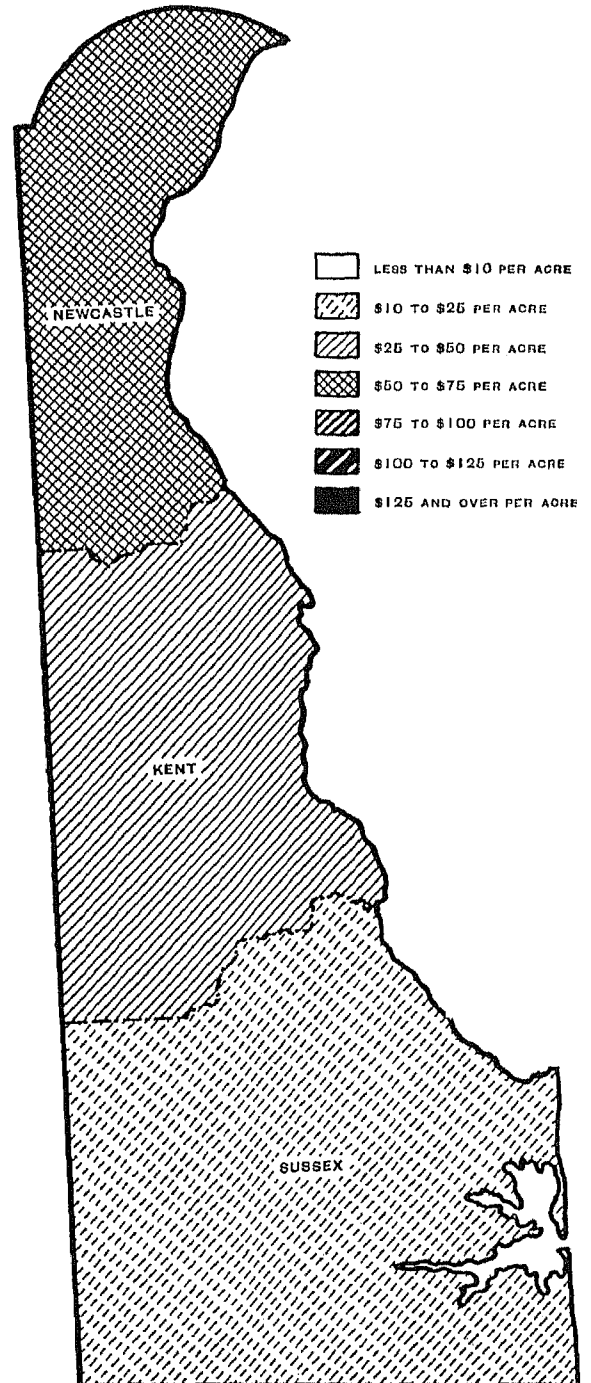 LESS THAN $10 PER ACRE
$10 TO $25 PER ACRE
$25 TO $50 PER ACRE
$50 TO $75 PER ACRE
$75 TO $100 PER ACRE
$100 TO $125 PER ACRE
$125 AND OVER PER ACRE
NEWCASTLE
KENT
SUSSEX